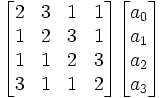 2 3 1 1 a₀
1 2 3 1 a₁
1 1 2 3 a₂
3 1 1 2 a₃